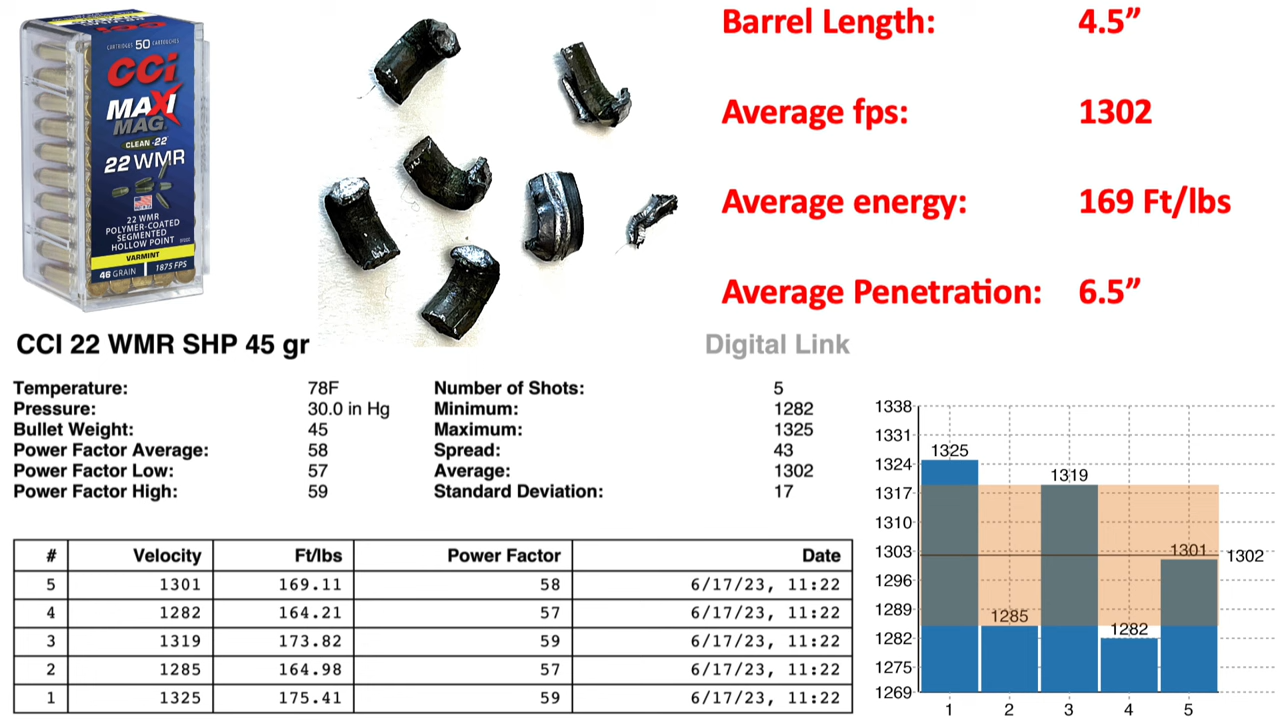 CCI
CARTRIDGES 50 CARTOUCHES
CCI
MAXI
MAG.
CLEAN-22
22 WMR
22 WMR
POLYMER-COATED
SEGMENTED
HOLLOW POINT
VARMINT
46 GRAIN 1875 FPS
Barrel Length: 4.5”
Average fps: 1302
Average energy: 169 Ft/lbs
Average Penetration: 6.5”
CCI 22 WMR SHP 45 gr
Digital Link
Temperature: 78F Number of Shots: 5
Pressure: 30.0 in Hg Minimum: 1282
Bullet Weight: 45 Maximum: 1325
Power Factor Average: 58 Spread: 43
Power Factor Low: 57 Average: 1302
Power Factor High: 59 Standard Deviation: 17
# Velocity Ft/lbs Power Factor Date
5 1301 169.11 58 6/17/23, 11:22
4 1282 164.21 57 6/17/23, 11:22
3 1319 173.82 59 6/17/23, 11:22
2 1285 164.98 57 6/17/23, 11:22
1 1325 175.41 59 6/17/23, 11:22
1338
1331
1324
1317
1310
1303
1296
1289
1282
1275
1269
1325
1285
1319
1282
1301
1302
1 2 3 4 5